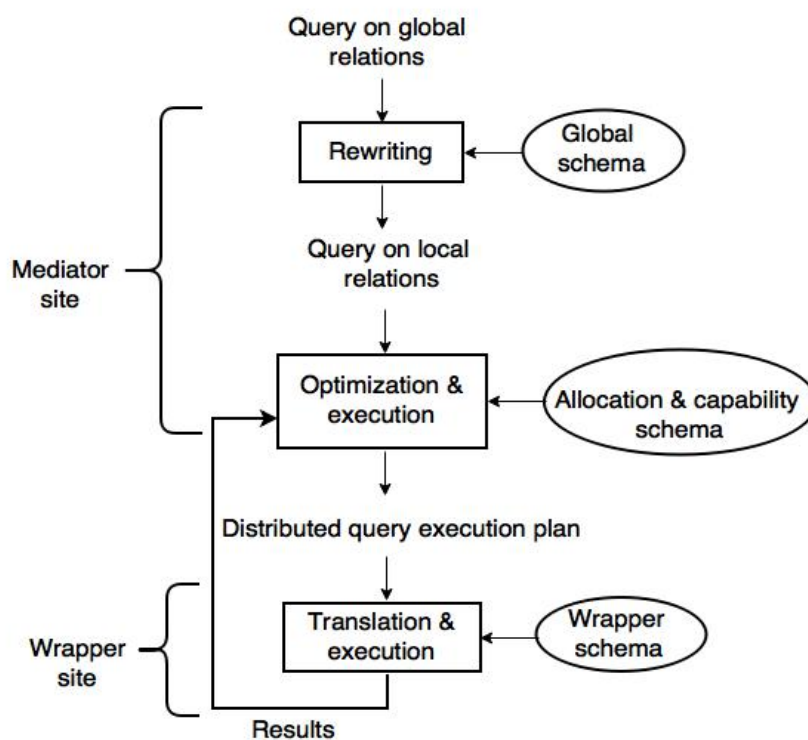 Query on global
relations
Rewriting
Global
schema
Query on local
relations
Mediator
site
Optimization &
execution
Allocation & capability
schema
Distributed query execution plan
Translation &
execution
Wrapper
schema
Wrapper
site
Results